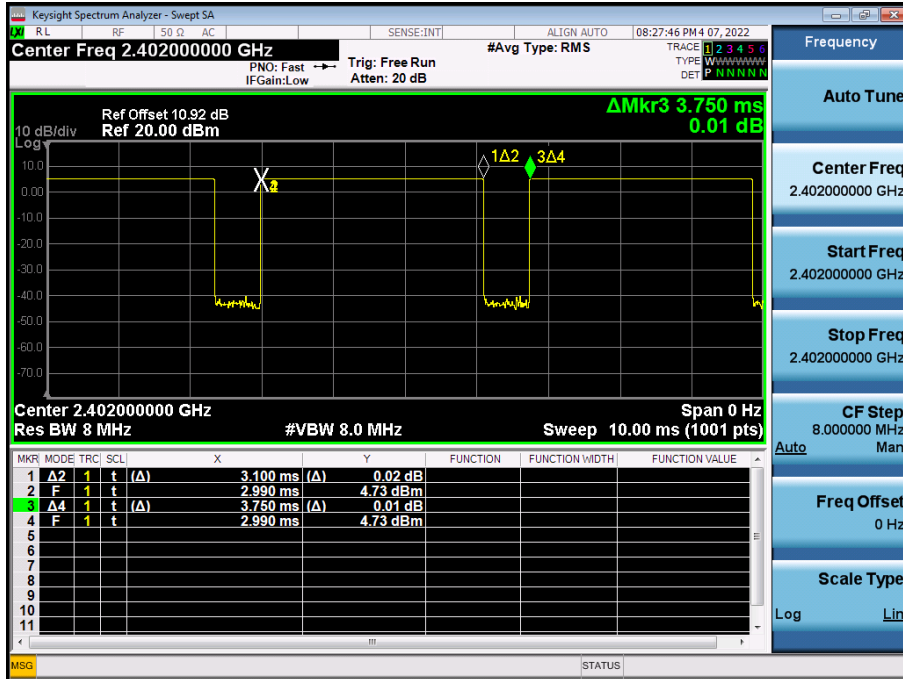 Keysight Spectrum Analyzer - Swept SA
LXI RL RF 50 Ω AC SENSE:INT ALIGN AUTO 08:27:46 PM 4 07, 2022
Center Freq 2.402000000 GHz #Avg Type: RMS TRACE 1 2 3 4 5 6
PNO: Fast Trig: Free Run TYPE WWWWWW
IFGain:Low Atten: 20 dB DET P N N N N N
ΔMkr3 3.750 ms
0.01 dB
Ref Offset 10.92 dB
10 dB/div Ref 20.00 dBm
Log
1Δ2 3Δ4
10.0
0.00
-10.0
-20.0
-30.0
-40.0
-50.0
-60.0
-70.0
Center 2.402000000 GHz Span 0 Hz
Res BW 8 MHz #VBW 8.0 MHz Sweep 10.00 ms (1001 pts)
MKR MODE TRC SCL X Y FUNCTION FUNCTION WIDTH FUNCTION VALUE
1 Δ2 1 t (Δ) 3.100 ms (Δ) 0.02 dB
2 F 1 t 2.990 ms 4.73 dBm
3 Δ4 1 t (Δ) 3.750 ms (Δ) 0.01 dB
4 F 1 t 2.990 ms 4.73 dBm
5
6
7
8
9
10
11
MSG STATUS
Frequency
Auto Tune
Center Freq
2.402000000 GHz
Start Freq
2.402000000 GHz
Stop Freq
2.402000000 GHz
CF Step
8.000000 MHz
Auto Man
Freq Offset
0 Hz
Scale Type
Log Lin